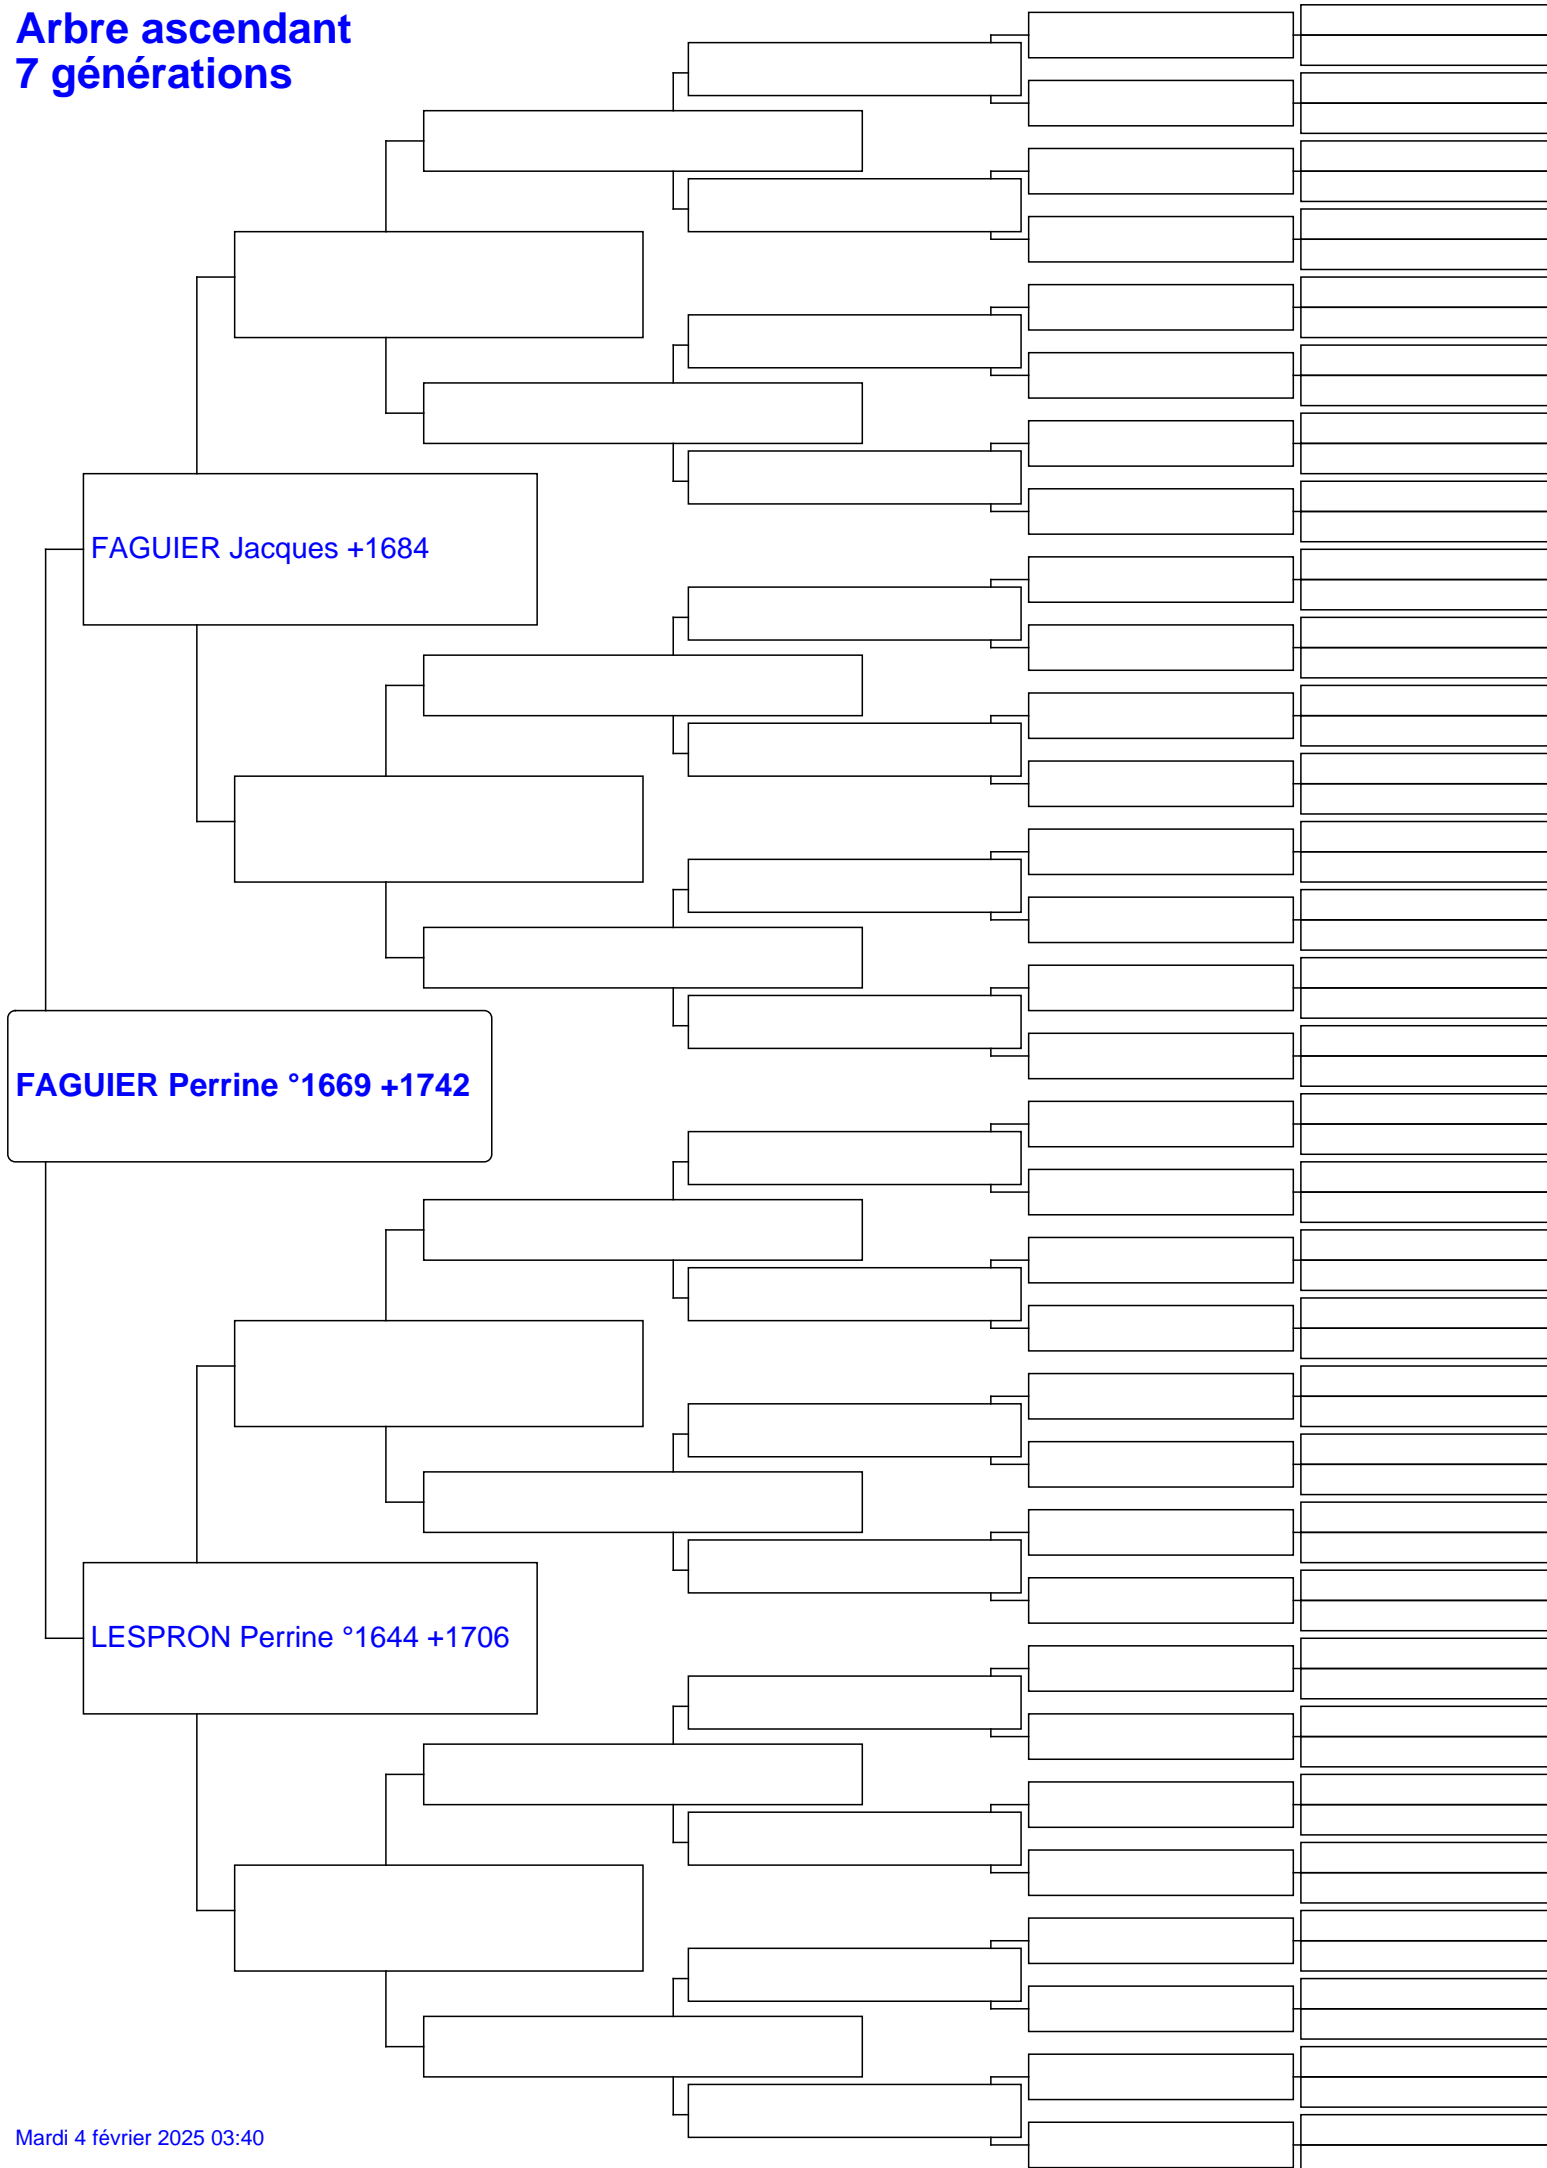 Arbre ascendant
7 générations
FAGUIER Jacques +1684
FAGUIER Perrine °1669 +1742
LESPRON Perrine °1644 +1706
Mardi 4 février 2025 03:40